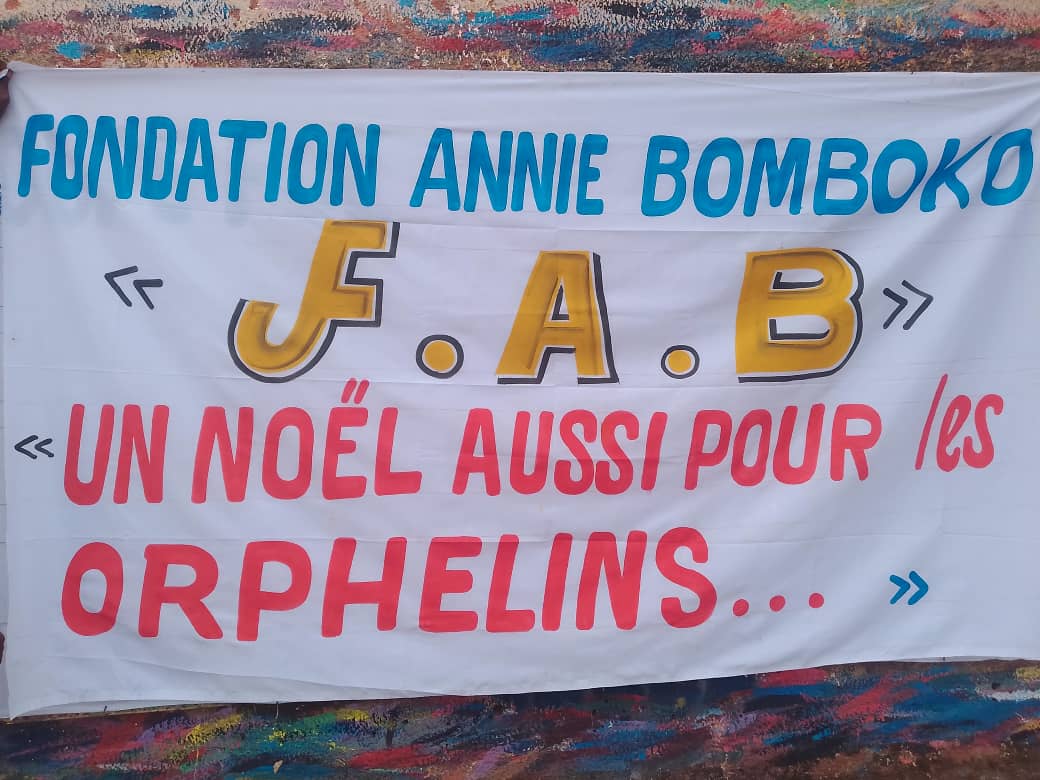 FONDATION ANNIE BOMBOKO
« F.A.B »
« UN NOËL AUSSI POUR les
ORPHELINS... »